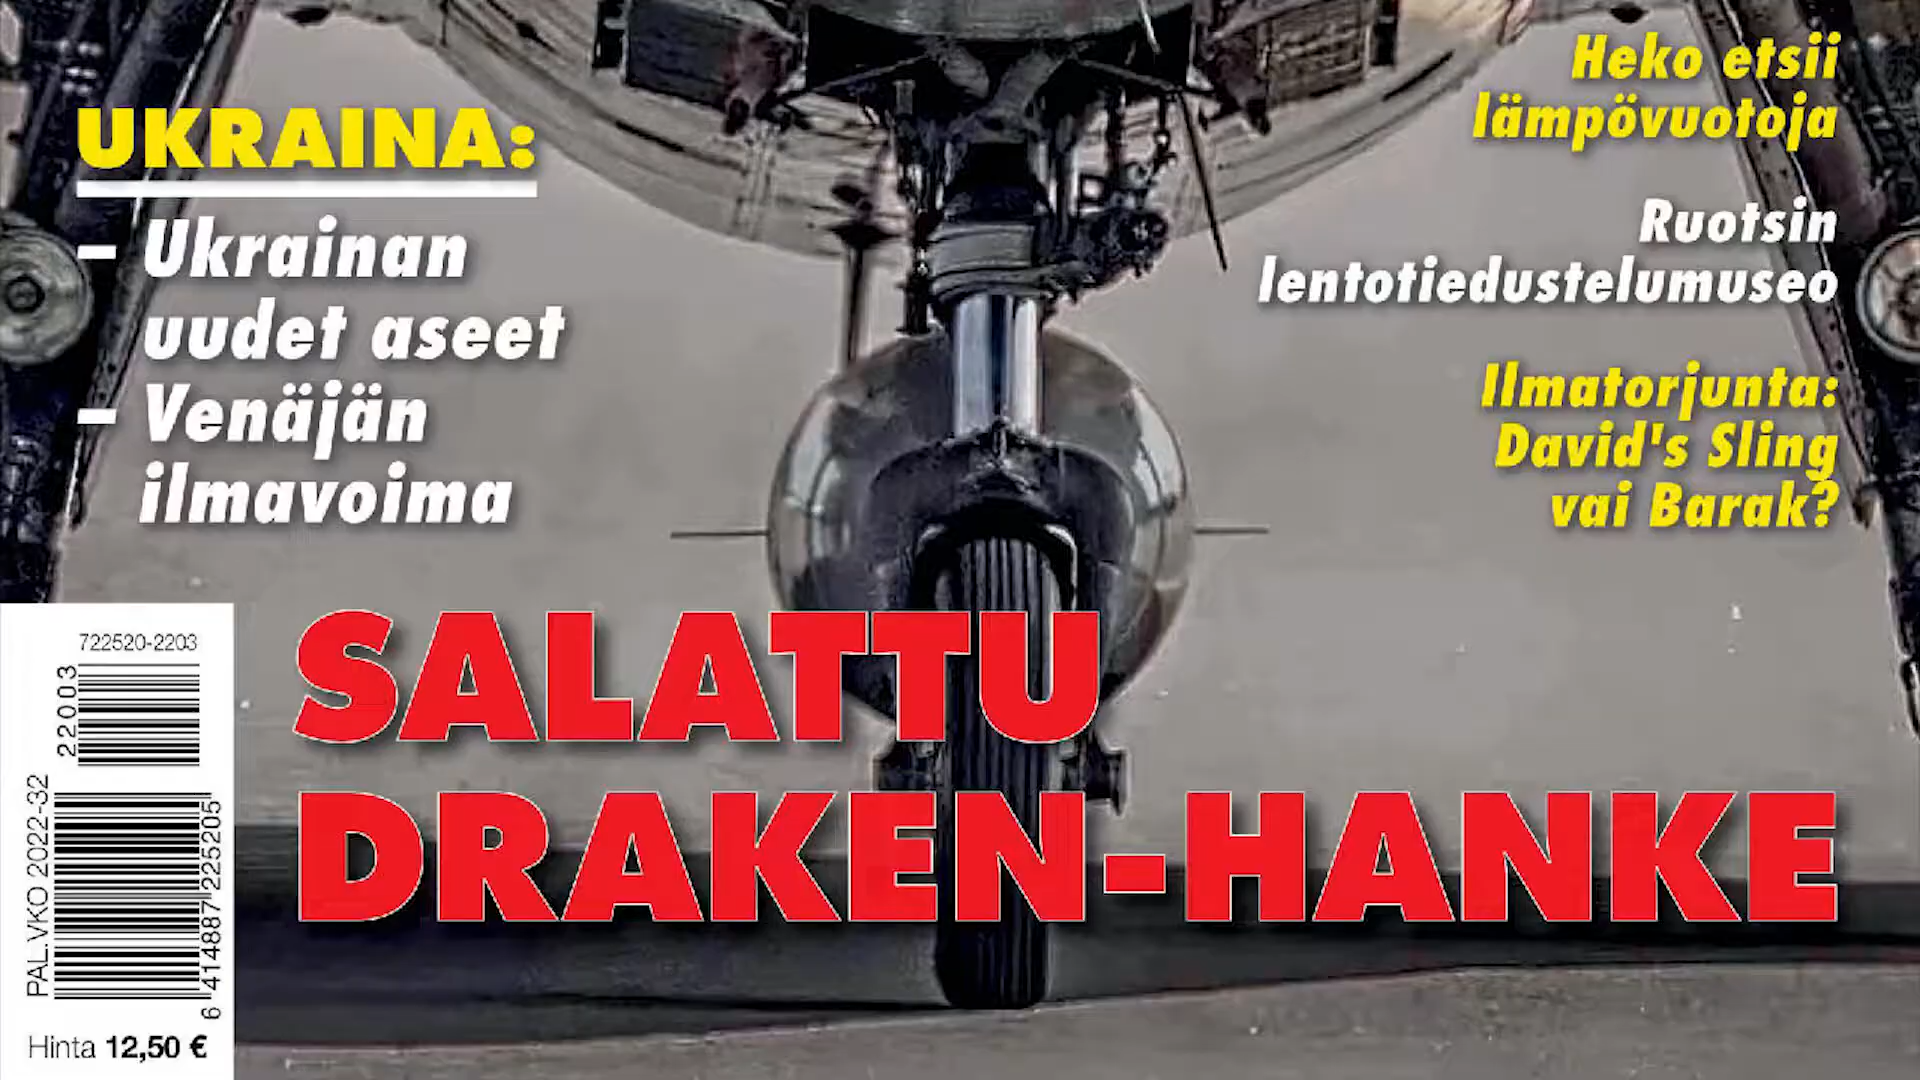 UKRAINA:
– Ukrainan
uudet aseet
– Venäjän
ilmavoima
Heko etsii
lämpövuotoja
Ruotsin
lentotiedustelumuseo
Ilmatorjunta:
David's Sling
vai Barak?
SALATTU
DRAKEN-HANKE
722520-2203
22003
PAL.VKO 2022-32
6 414887 225205
Hinta 12,50 €